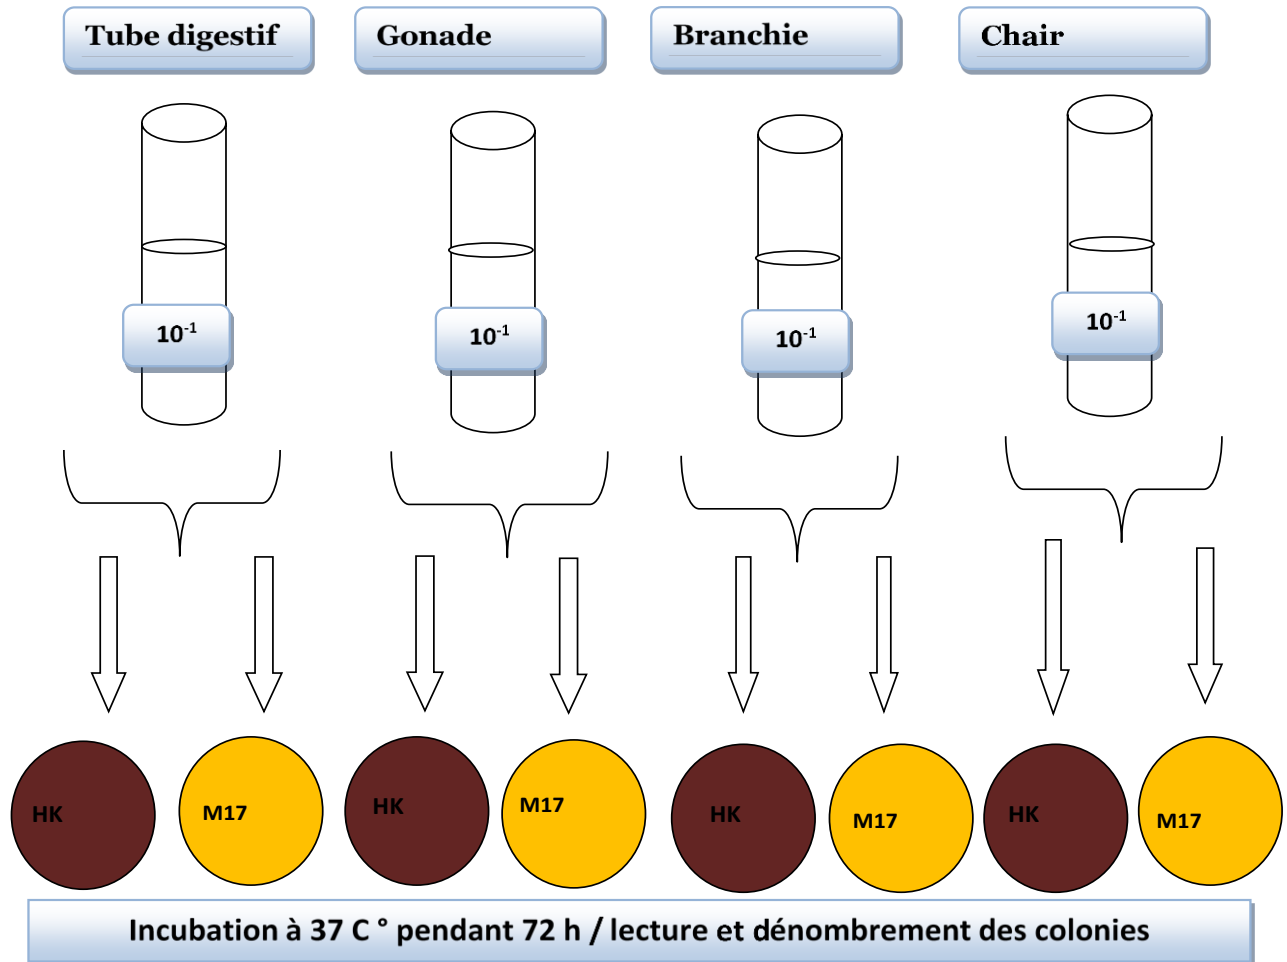 Tube digestif
Gonade
Branchie
Chair
10⁻¹
10⁻¹
10⁻¹
10⁻¹
HK
M17
HK
M17
HK
M17
HK
M17
Incubation à 37 C ° pendant 72 h / lecture et dénombrement des colonies